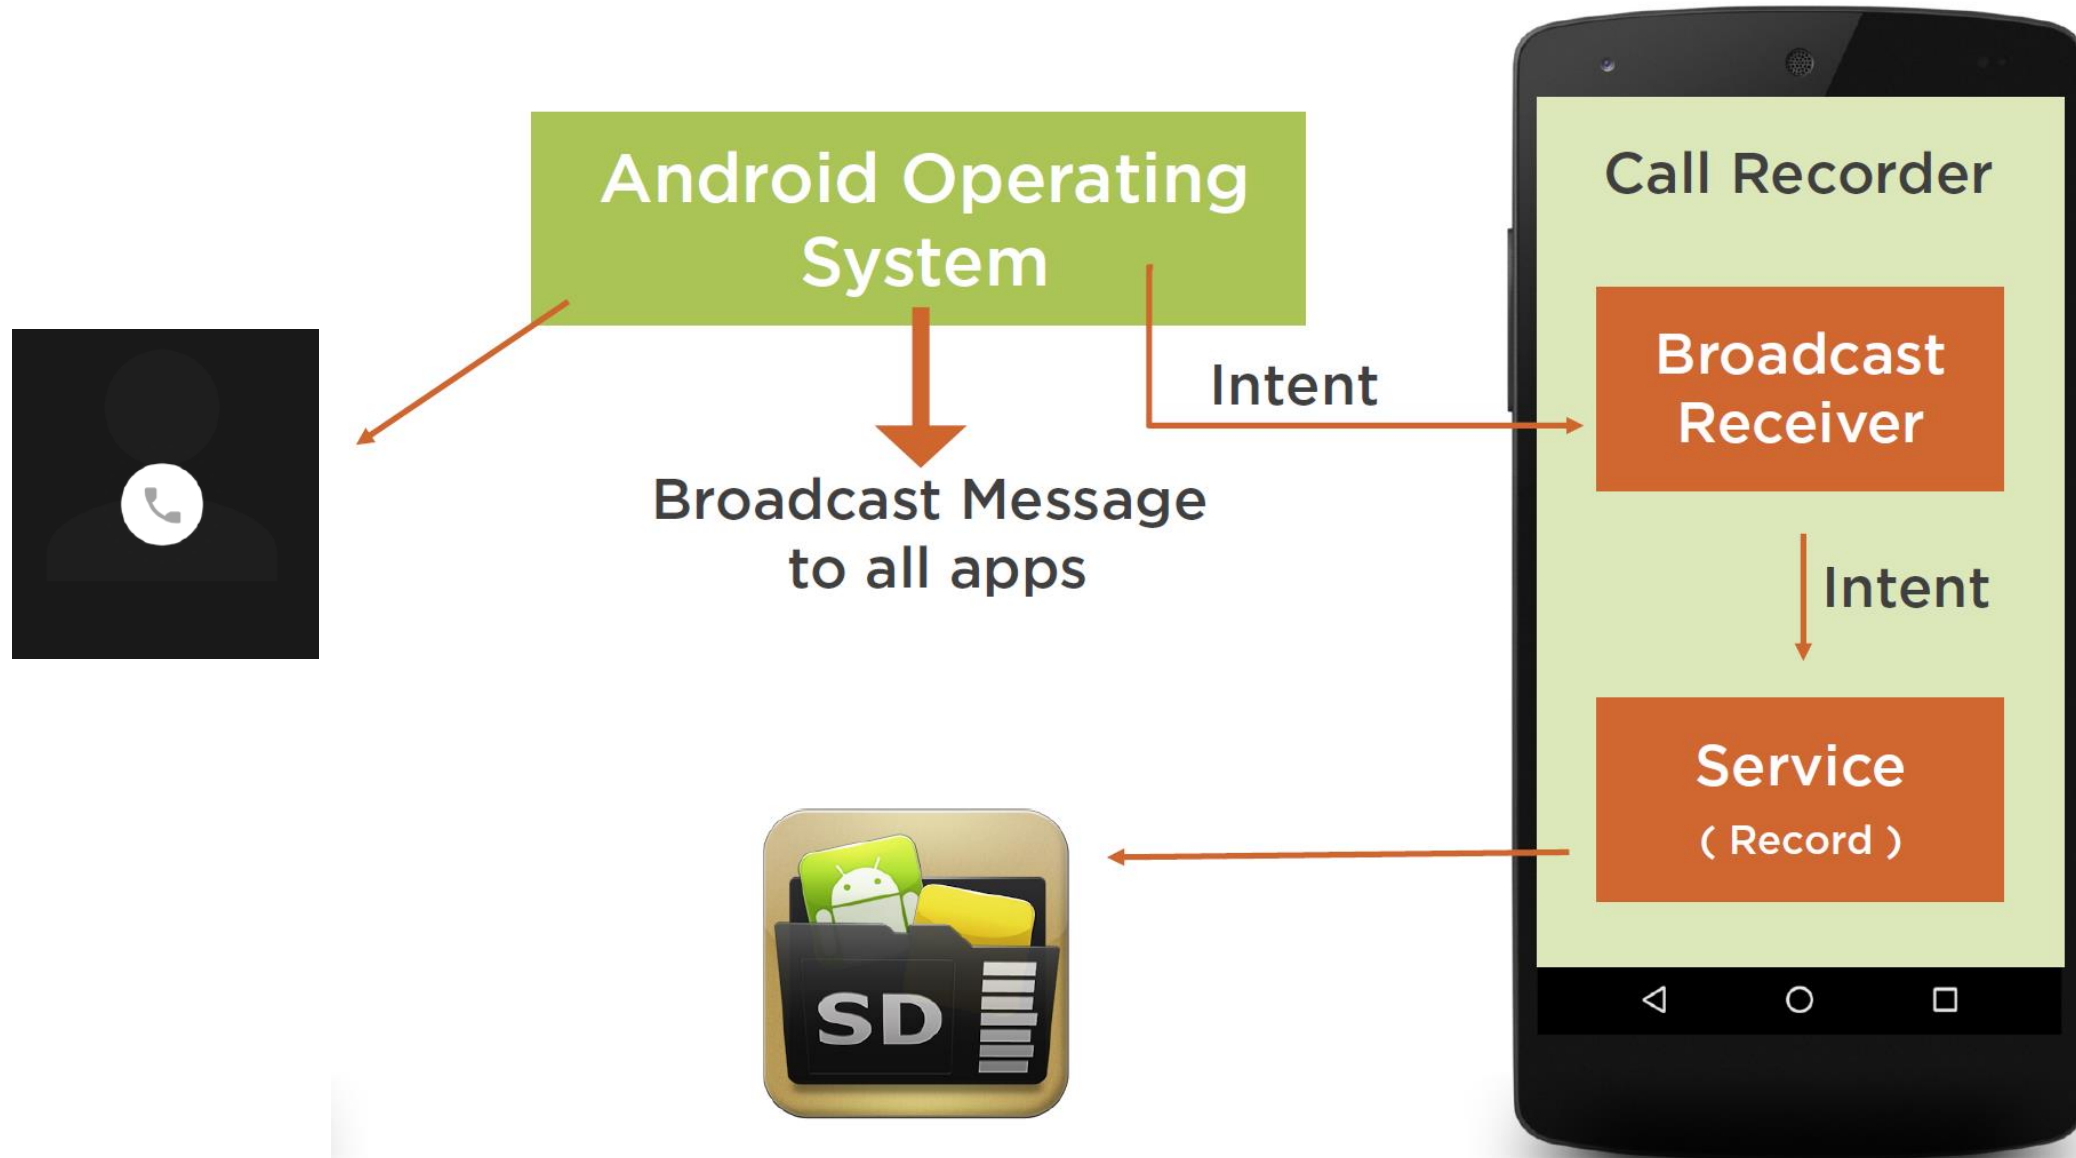 Android Operating
System
Call Recorder
Broadcast
Receiver
Intent
Broadcast Message
to all apps
Intent
Service
( Record )
SD